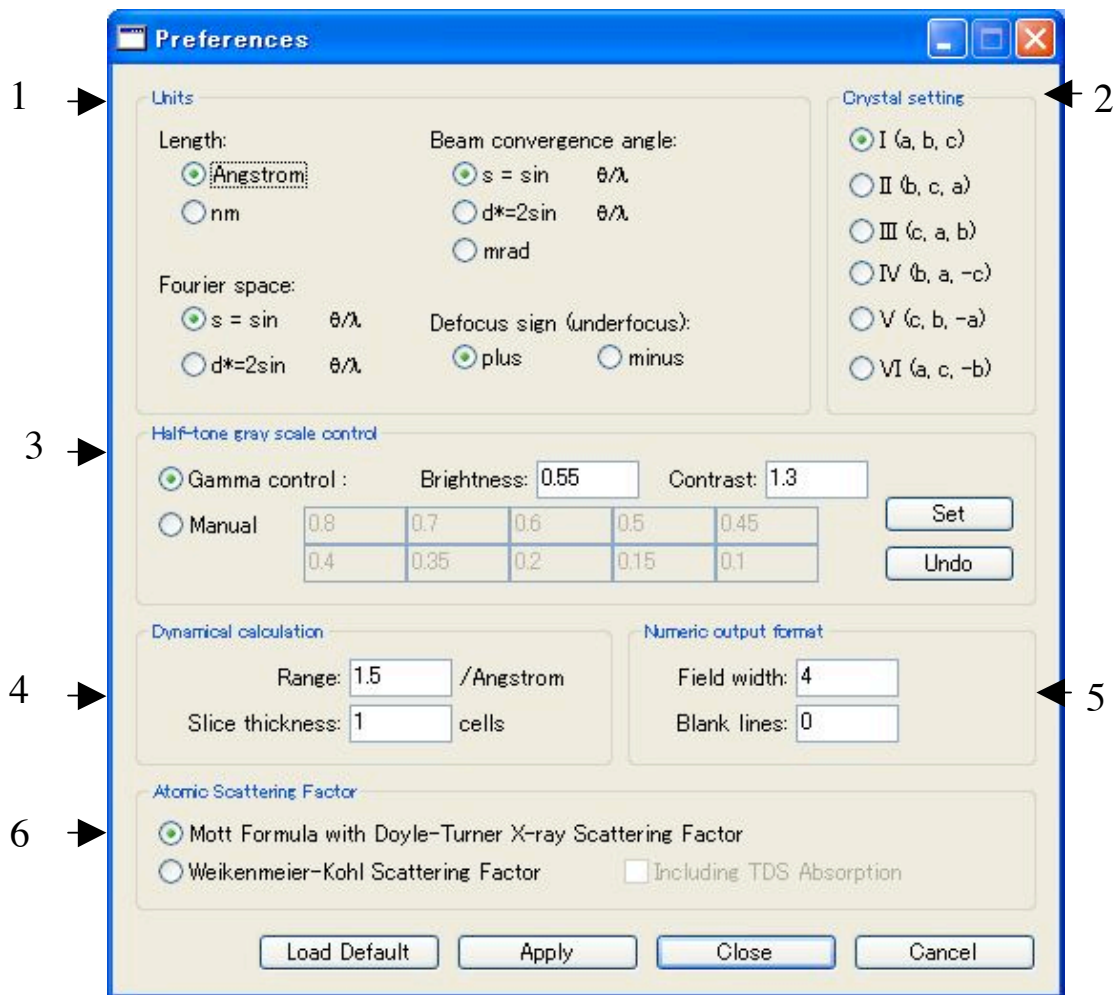 Preferences
1
Units
Length:
Angstrom
nm
Fourier space:
s = sin θ/λ
d*=2sin θ/λ
Beam convergence angle:
s = sin θ/λ
d*=2sin θ/λ
mrad
Defocus sign (underfocus):
plus minus
2
Crystal setting
I (a, b, c)
II (b, c, a)
III (c, a, b)
IV (b, a, -c)
V (c, b, -a)
VI (a, c, -b)
3
Half-tone gray scale control
Gamma control : Brightness: 0.55 Contrast: 1.3
Manual 0.8 0.7 0.6 0.5 0.45
0.4 0.35 0.2 0.15 0.1
Set
Undo
4
Dynamical calculation
Range: 1.5 /Angstrom
Slice thickness: 1 cells
5
Numeric output format
Field width: 4
Blank lines: 0
6
Atomic Scattering Factor
Mott Formula with Doyle-Turner X-ray Scattering Factor
Weikenmeier-Kohl Scattering Factor Including TDS Absorption
Load Default Apply Close Cancel